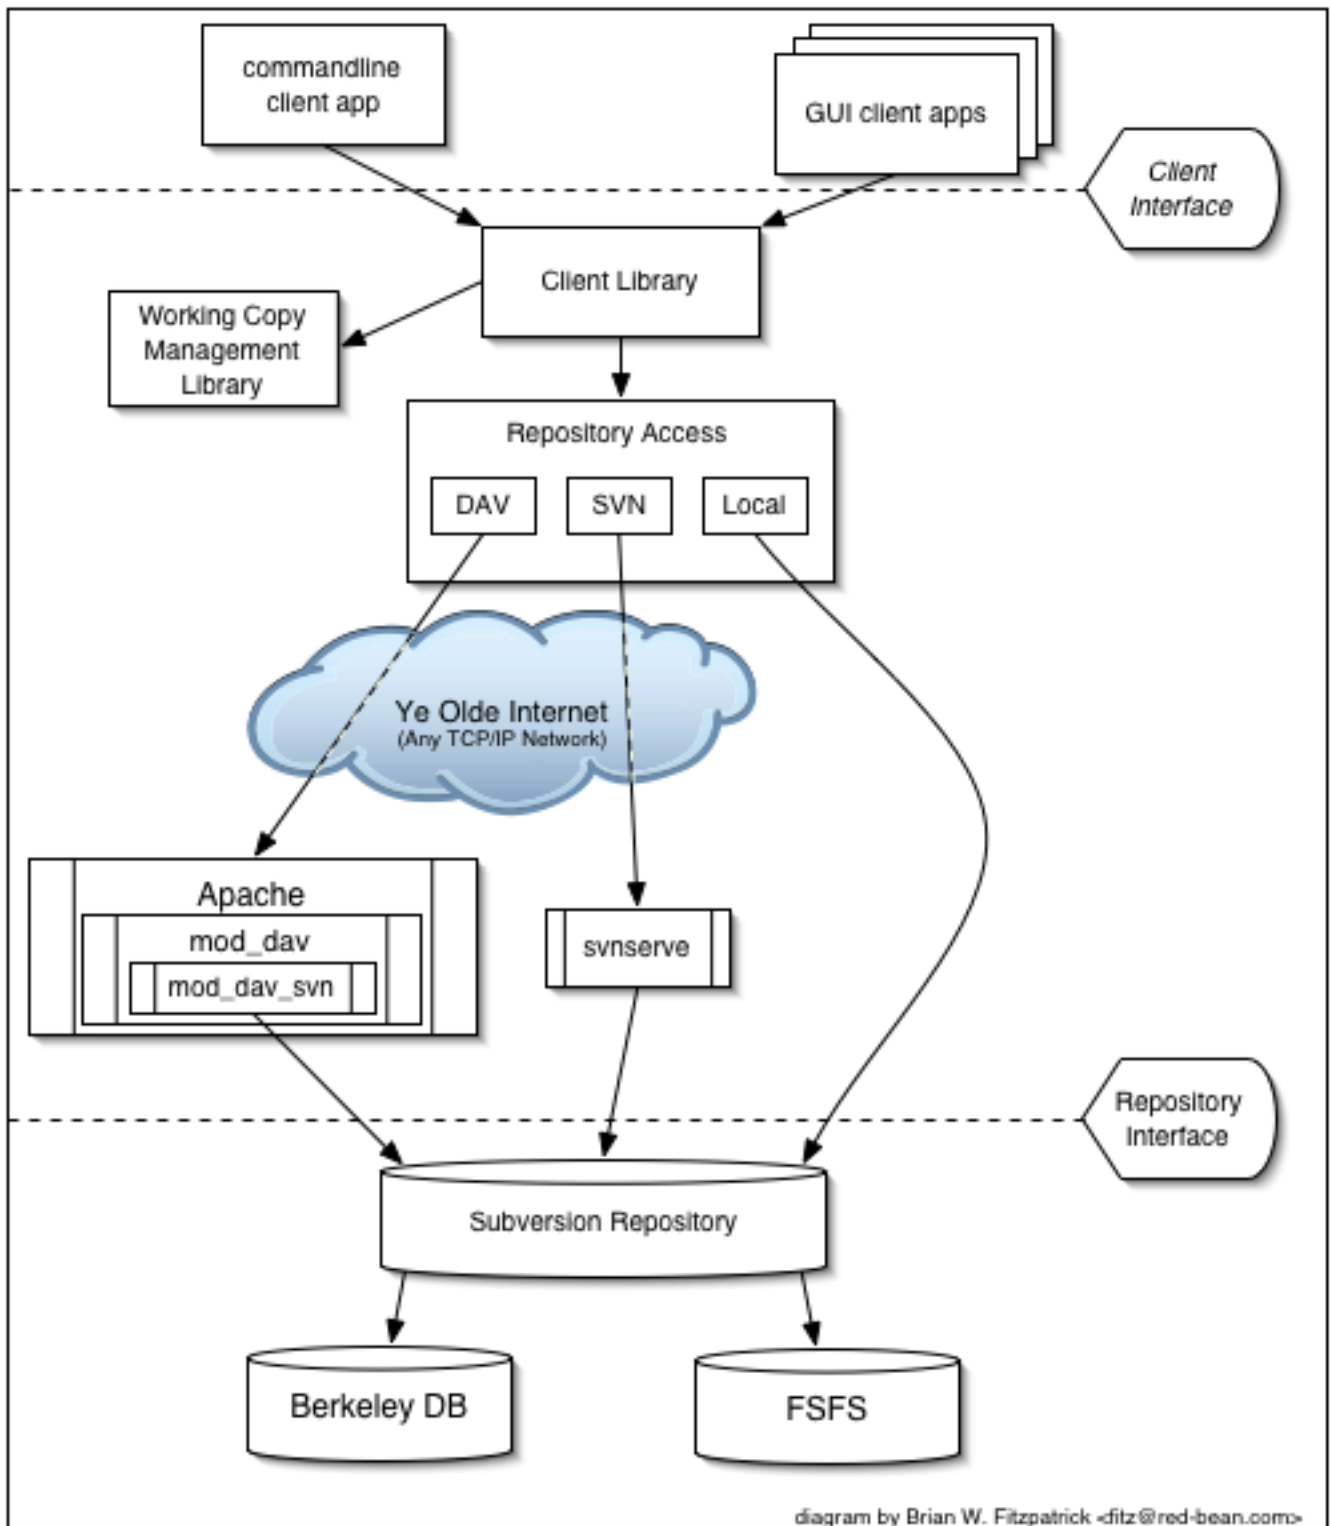 commandline
client app
GUI client apps
Client
Interface
Client Library
Working Copy
Management
Library
Repository Access
DAV
SVN
Local
Ye Olde Internet
(Any TCP/IP Network)
Apache
mod_dav
mod_dav_svn
svnserve
Repository
Interface
Subversion Repository
Berkeley DB
FSFS
diagram by Brian W. Fitzpatrick <fitz@red-bean.com>